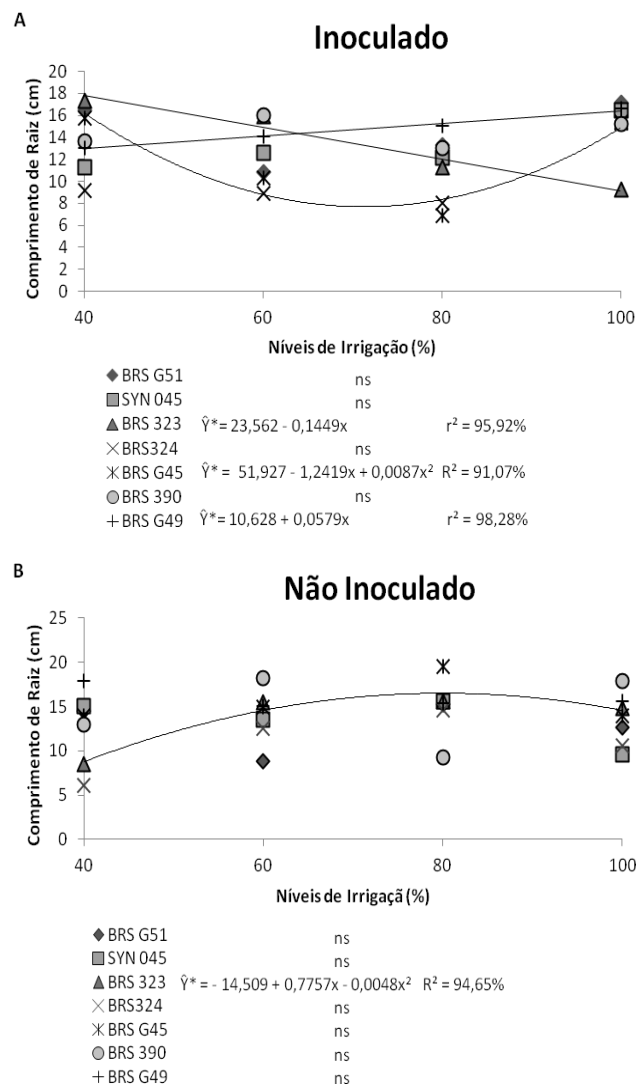 A
Inoculado
Comprimento de Raiz (cm)
20
18
16
14
12
10
8
6
4
2
0
40 60 80 100
Níveis de Irrigação (%)
BRS G51 ns
SYN 045 ns
BRS 323 Ŷ*= 23,562 - 0,1449x r² = 95,92%
BRS324 ns
BRS G45 Ŷ* = 51,927 - 1,2419x + 0,0087x² R² = 91,07%
BRS 390 ns
BRS G49 Ŷ*= 10,628 + 0,0579x r² = 98,28%
B
Não Inoculado
Comprimento de Raiz (cm)
25
20
15
10
5
0
40 60 80 100
Níveis de Irrigaçã (%)
BRS G51 ns
SYN 045 ns
BRS 323 Ŷ* = - 14,509 + 0,7757x - 0,0048x² R² = 94,65%
BRS324 ns
BRS G45 ns
BRS 390 ns
BRS G49 ns